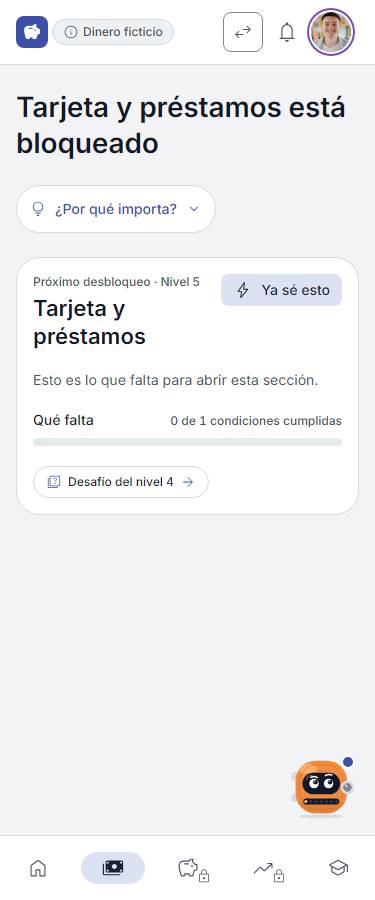 Dinero ficticio
Tarjeta y préstamos está
bloqueado
¿Por qué importa?
Próximo desbloqueo · Nivel 5
Ya sé esto
Tarjeta y
préstamos
Esto es lo que falta para abrir esta sección.
Qué falta
0 de 1 condiciones cumplidas
Desafío del nivel 4